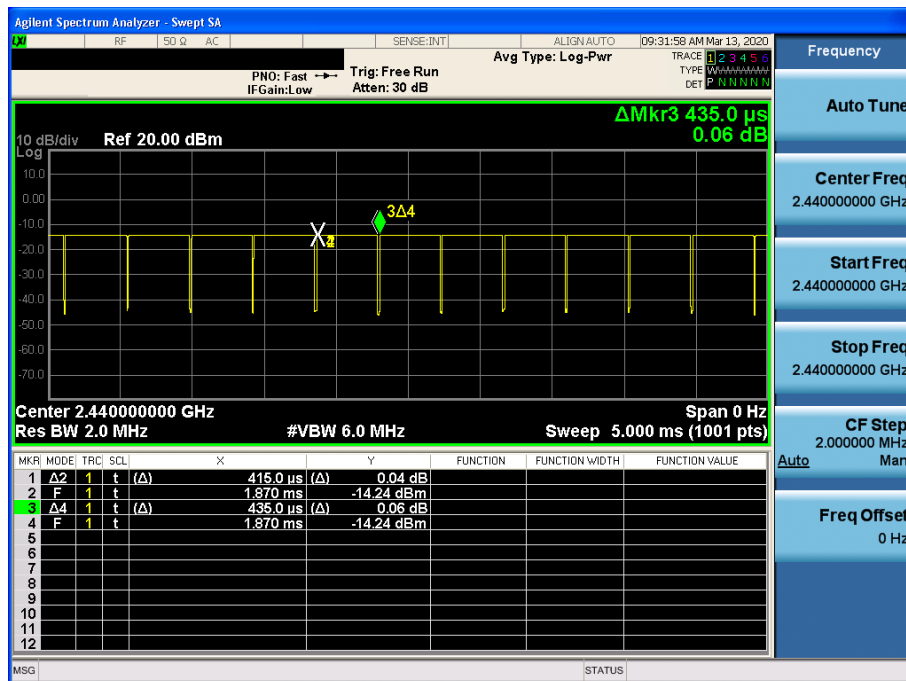 Agilent Spectrum Analyzer - Swept SA
LXI RF 50 Ω AC SENSE:INT ALIGN AUTO 09:31:58 AM Mar 13, 2020
Frequency
Avg Type: Log-Pwr
TRACE 1 2 3 4 5 6
PNO: Fast Trig: Free Run
TYPE WWWWWWW
IFGain:Low Atten: 30 dB
DET P N N N N N
Auto Tune
ΔMkr3 435.0 µs
0.06 dB
10 dB/div Ref 20.00 dBm
Log
10.0
0.00
-10.0
-20.0
-30.0
-40.0
-50.0
-60.0
-70.0
3Δ4
Center Freq
2.440000000 GHz
Start Freq
2.440000000 GHz
Stop Freq
2.440000000 GHz
Center 2.440000000 GHz Span 0 Hz
Res BW 2.0 MHz #VBW 6.0 MHz Sweep 5.000 ms (1001 pts)
CF Step
2.000000 MHz
Auto Man
MKR MODE TRC SCL X Y FUNCTION FUNCTION WIDTH FUNCTION VALUE
1 Δ2 1 t (Δ) 415.0 µs (Δ) 0.04 dB
2 F 1 t 1.870 ms -14.24 dBm
3 Δ4 1 t (Δ) 435.0 µs (Δ) 0.06 dB
4 F 1 t 1.870 ms -14.24 dBm
5
6
7
8
9
10
11
12
Freq Offset
0 Hz
MSG STATUS